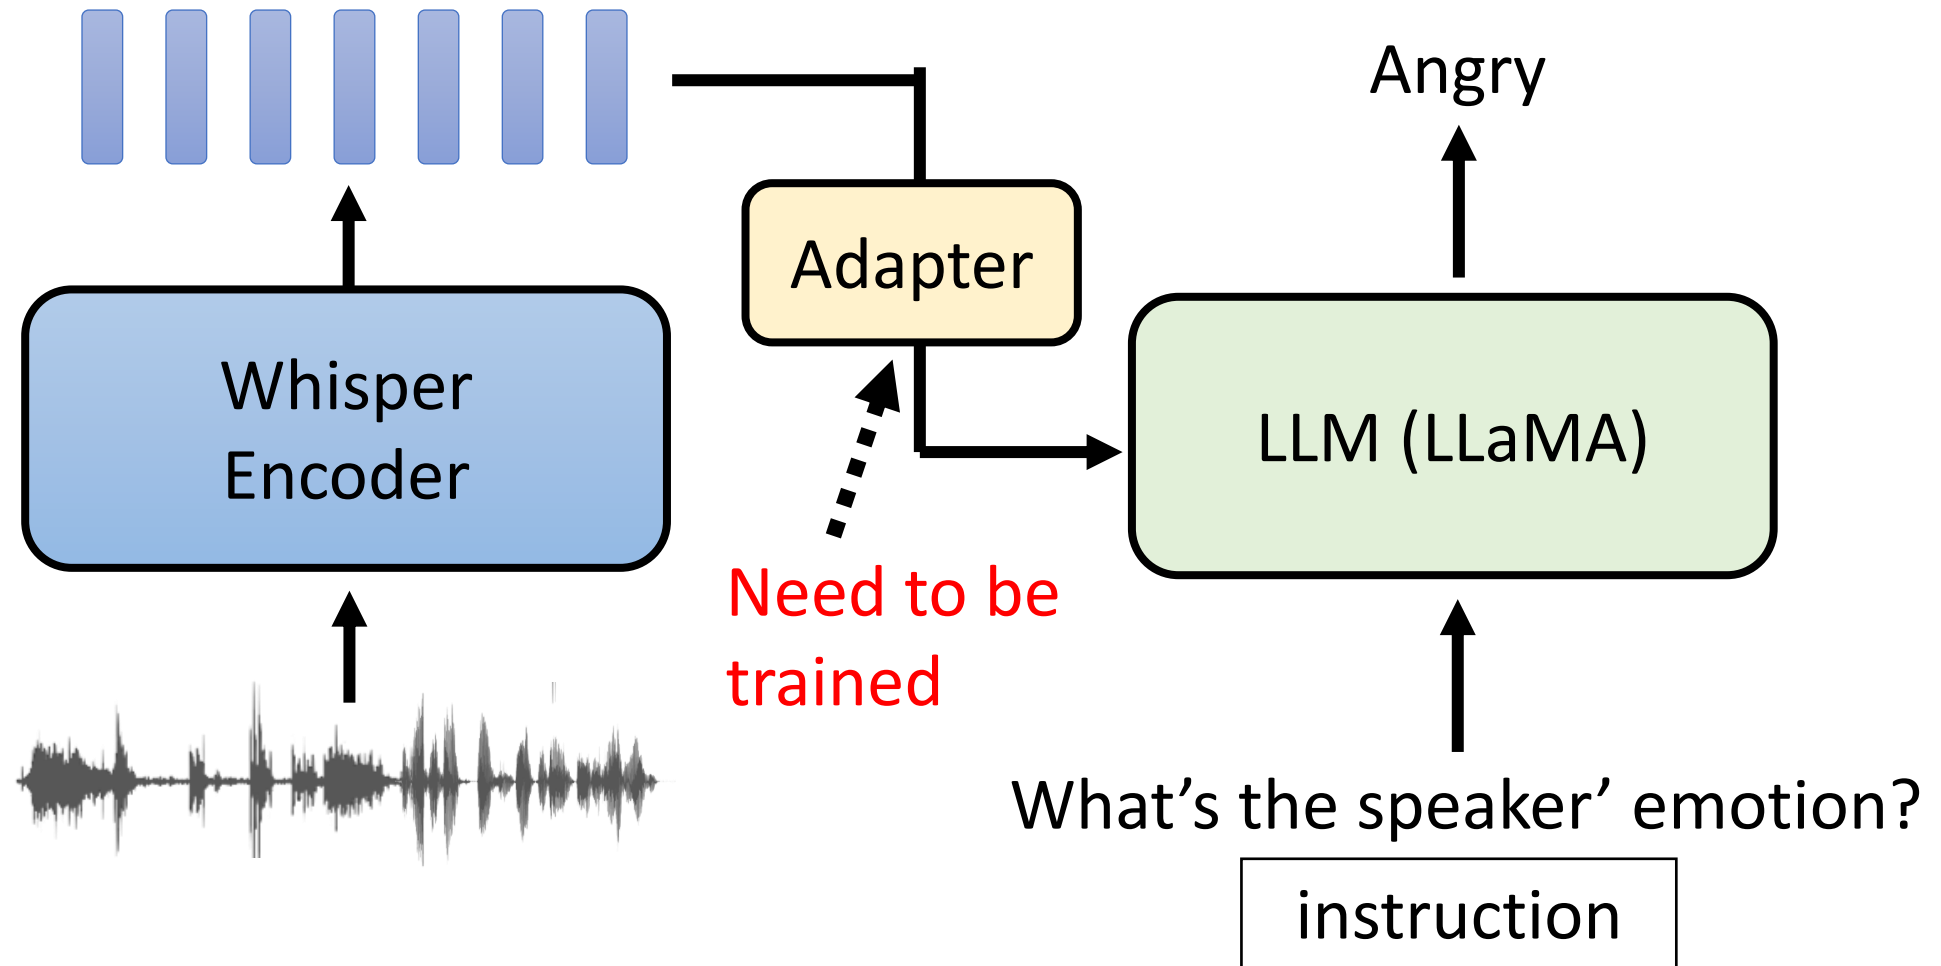 Angry
Adapter
Whisper
Encoder
LLM (LLaMA)
Need to be
trained
What’s the speaker’ emotion?
instruction